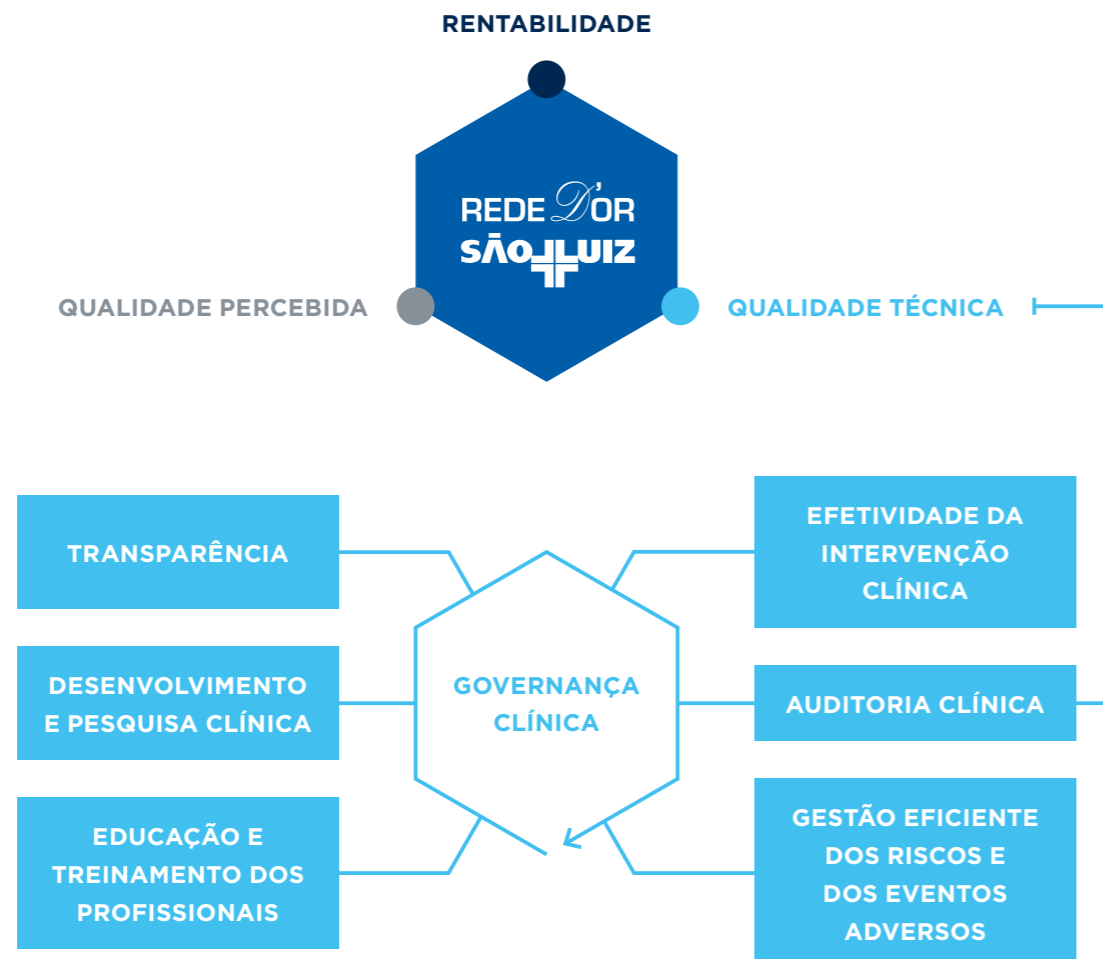 RENTABILIDADE
REDE D'OR
SÃO LUIZ
QUALIDADE PERCEBIDA
QUALIDADE TÉCNICA
TRANSPARÊNCIA
DESENVOLVIMENTO
E PESQUISA CLÍNICA
EDUCAÇÃO E
TREINAMENTO DOS
PROFISSIONAIS
GOVERNANÇA
CLÍNICA
EFETIVIDADE DA
INTERVENÇÃO
CLÍNICA
AUDITORIA CLÍNICA
GESTÃO EFICIENTE
DOS RISCOS E
DOS EVENTOS
ADVERSOS